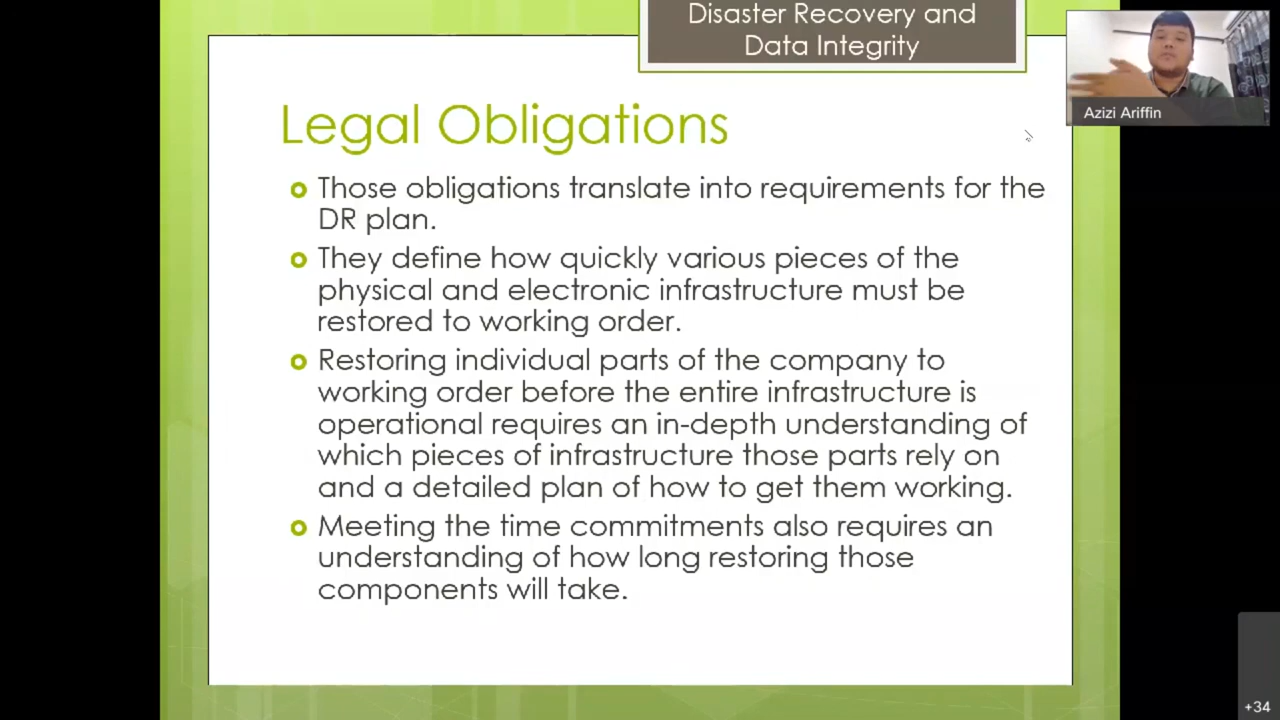 Disaster Recovery and
Data Integrity
Azizi Ariffin
Legal Obligations
Those obligations translate into requirements for the
DR plan.
They define how quickly various pieces of the
physical and electronic infrastructure must be
restored to working order.
Restoring individual parts of the company to
working order before the entire infrastructure is
operational requires an in-depth understanding of
which pieces of infrastructure those parts rely on
and a detailed plan of how to get them working.
Meeting the time commitments also requires an
understanding of how long restoring those
components will take.
+34